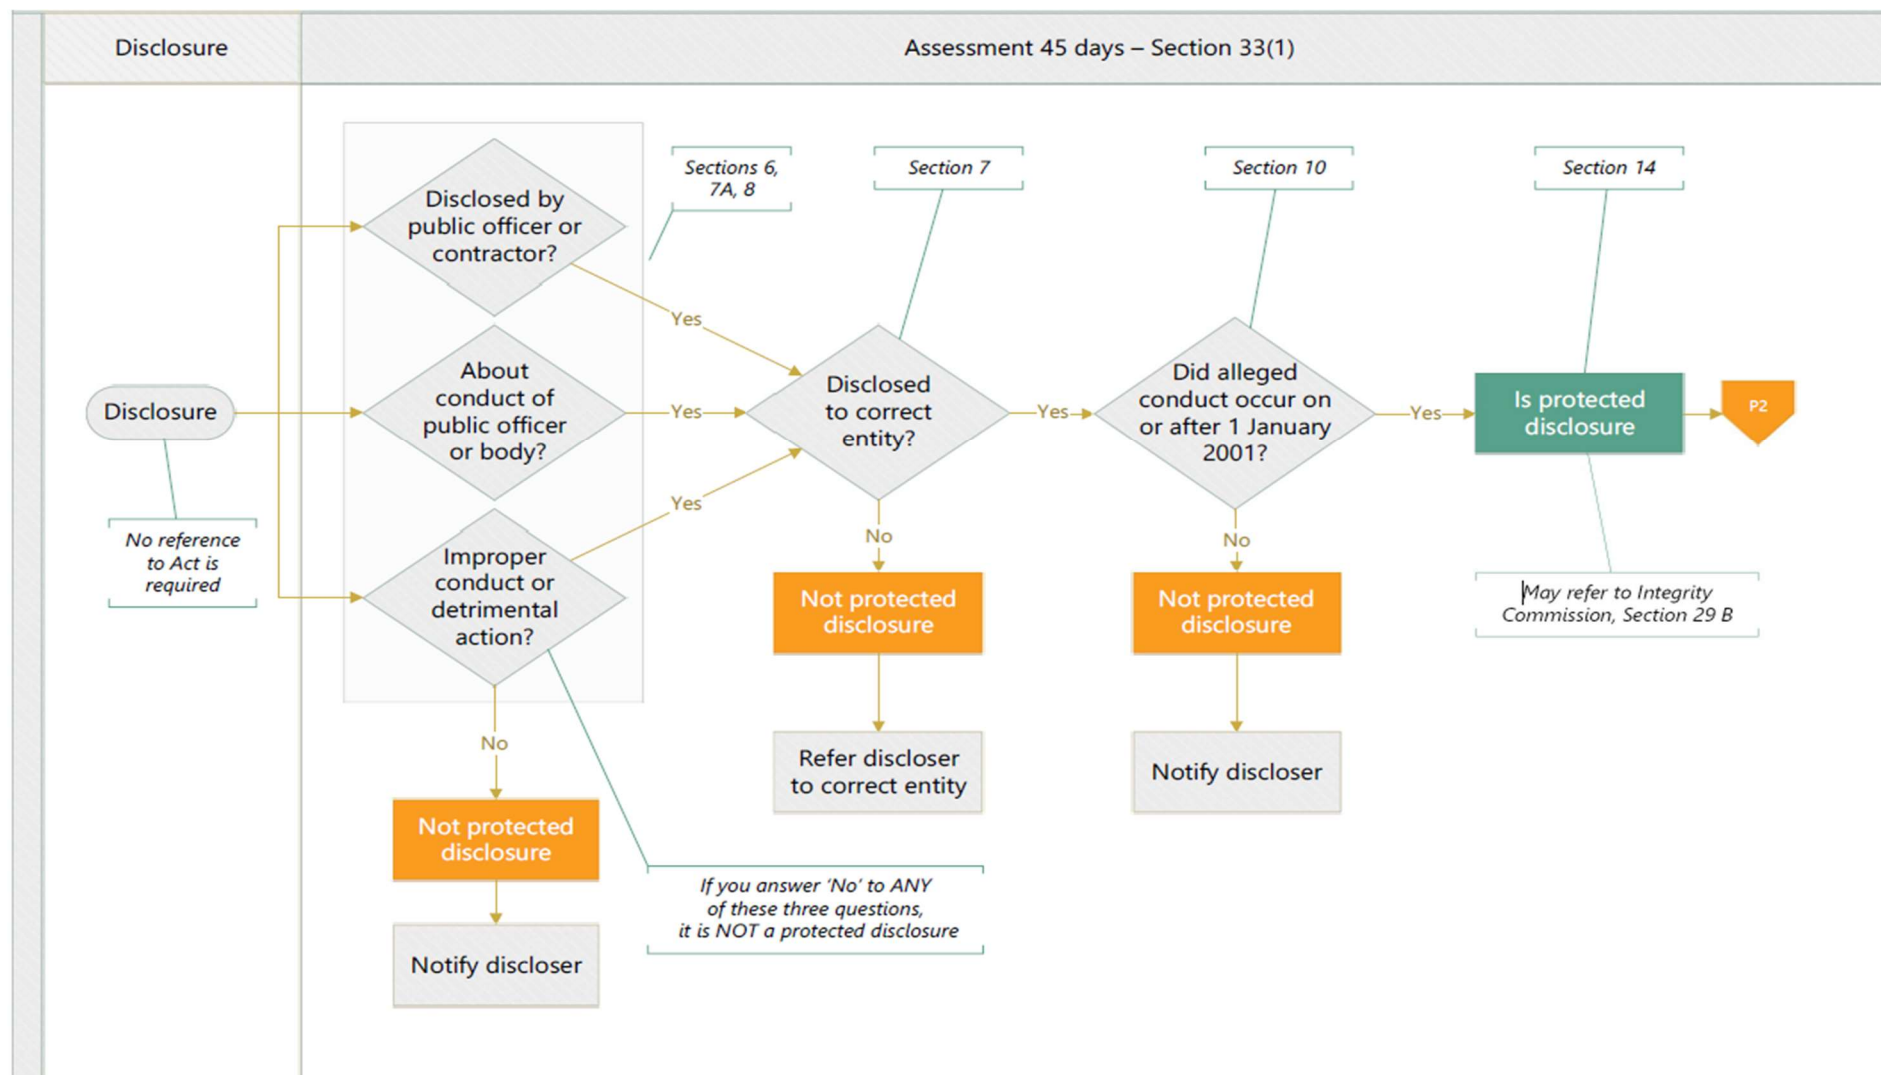 Disclosure
Assessment 45 days – Section 33(1)
Disclosed by
public officer or
contractor?
Sections 6,
7A, 8
Section 7
Section 10
Section 14
Yes
Disclosure
About
conduct of
public officer
or body?
Yes
Disclosed
to correct
entity?
Yes
Did alleged
conduct occur on
or after 1 January
2001?
Yes
Is protected
disclosure
P2
Yes
No reference
to Act is
required
Improper
conduct or
detrimental
action?
No
Not protected
disclosure
No
Not protected
disclosure
May refer to Integrity
Commission, Section 29 B
No
Refer discloser
to correct entity
Notify discloser
Not protected
disclosure
If you answer ‘No’ to ANY
of these three questions,
it is NOT a protected disclosure
Notify discloser